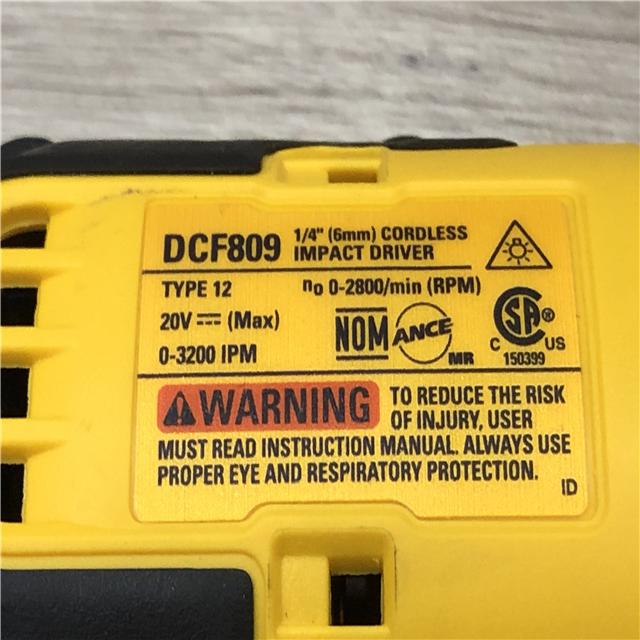 DCF809 1/4" (6mm) CORDLESS
IMPACT DRIVER
TYPE 12 no 0-2800/min (RPM)
20V ⎓ (Max)
0-3200 IPM
NOM ANCE MR
SA®
C US
150399
⚠WARNING TO REDUCE THE RISK
OF INJURY, USER
MUST READ INSTRUCTION MANUAL. ALWAYS USE
PROPER EYE AND RESPIRATORY PROTECTION.
ID